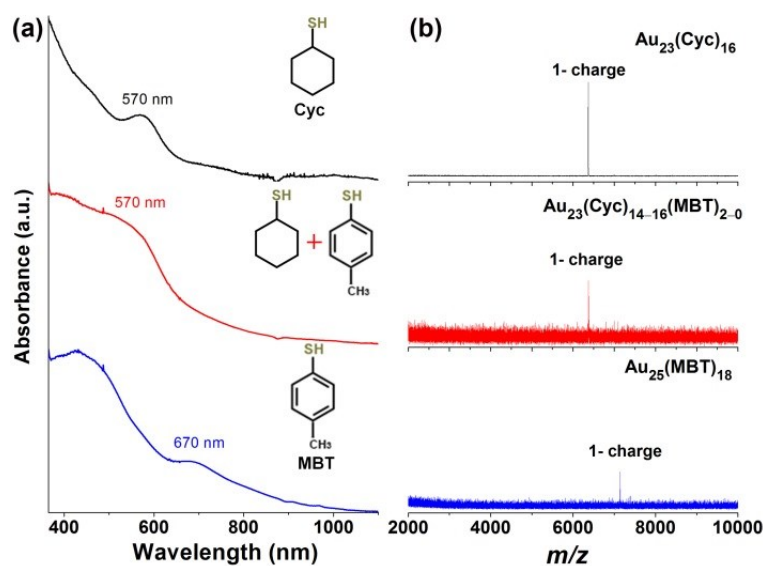 (a)
SH
570 nm
Cyc
SH
SH
570 nm
+
CH₃
SH
670 nm
CH₃
MBT
Absorbance (a.u.)
400 600 800 1000
Wavelength (nm)
(b)
Au₂₃(Cyc)₁₆
1- charge
Au₂₃(Cyc)₁₄₋₁₆(MBT)₂₋₀
1- charge
Au₂₅(MBT)₁₈
1- charge
2000 4000 6000 8000 10000
m/z